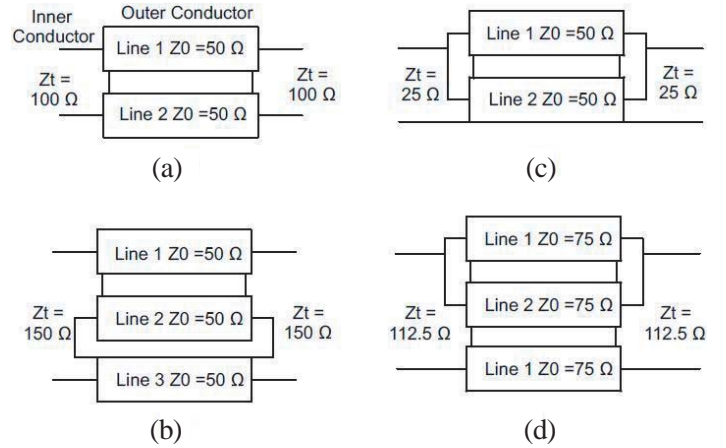 Inner
Conductor
Outer Conductor
Line 1 Z0 =50 Ω
Zt =
100 Ω
Zt =
100 Ω
Line 2 Z0 =50 Ω
(a)
Line 1 Z0 =50 Ω
Zt =
25 Ω
Zt =
25 Ω
Line 2 Z0 =50 Ω
(c)
Line 1 Z0 =50 Ω
Zt =
150 Ω
Line 2 Z0 =50 Ω
Zt =
150 Ω
Line 3 Z0 =50 Ω
(b)
Line 1 Z0 =75 Ω
Line 2 Z0 =75 Ω
Zt =
112.5 Ω
Zt =
112.5 Ω
Line 1 Z0 =75 Ω
(d)